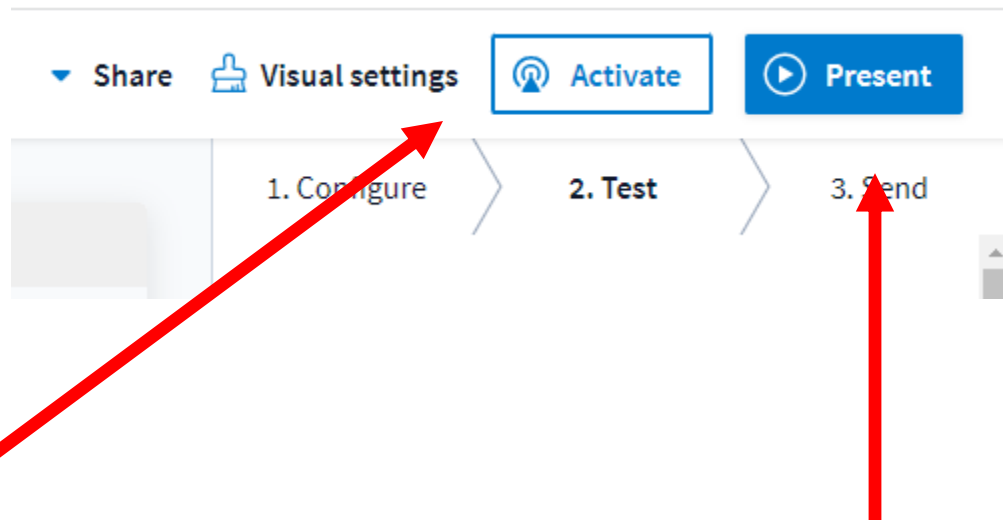 Share Visual settings Activate Present
1. Configure 2. Test 3. Send